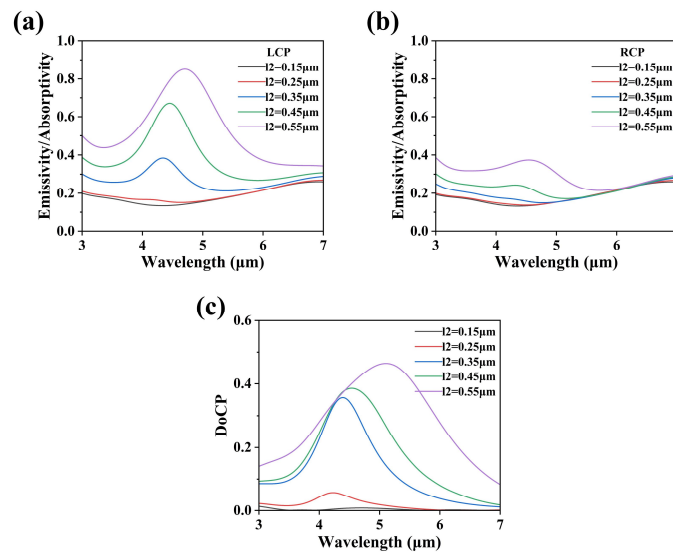 (a)
1.0
0.8
0.6
0.4
0.2
0.0
Emissivity/Absorptivity
LCP
l2=0.15μm
l2=0.25μm
l2=0.35μm
l2=0.45μm
l2=0.55μm
3 4 5 6 7
Wavelength (μm)
(b)
1.0
0.8
0.6
0.4
0.2
0.0
Emissivity/Absorptivity
RCP
l2=0.15μm
l2=0.25μm
l2=0.35μm
l2=0.45μm
l2=0.55μm
3 4 5 6 7
Wavelength (μm)
(c)
0.6
0.4
0.2
0.0
DoCP
l2=0.15μm
l2=0.25μm
l2=0.35μm
l2=0.45μm
l2=0.55μm
3 4 5 6 7
Wavelength (μm)